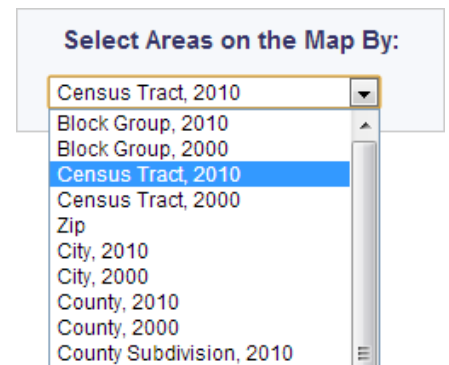 Select Areas on the Map By:
Census Tract, 2010
Block Group, 2010
Block Group, 2000
Census Tract, 2010
Census Tract, 2000
Zip
City, 2010
City, 2000
County, 2010
County, 2000
County Subdivision, 2010